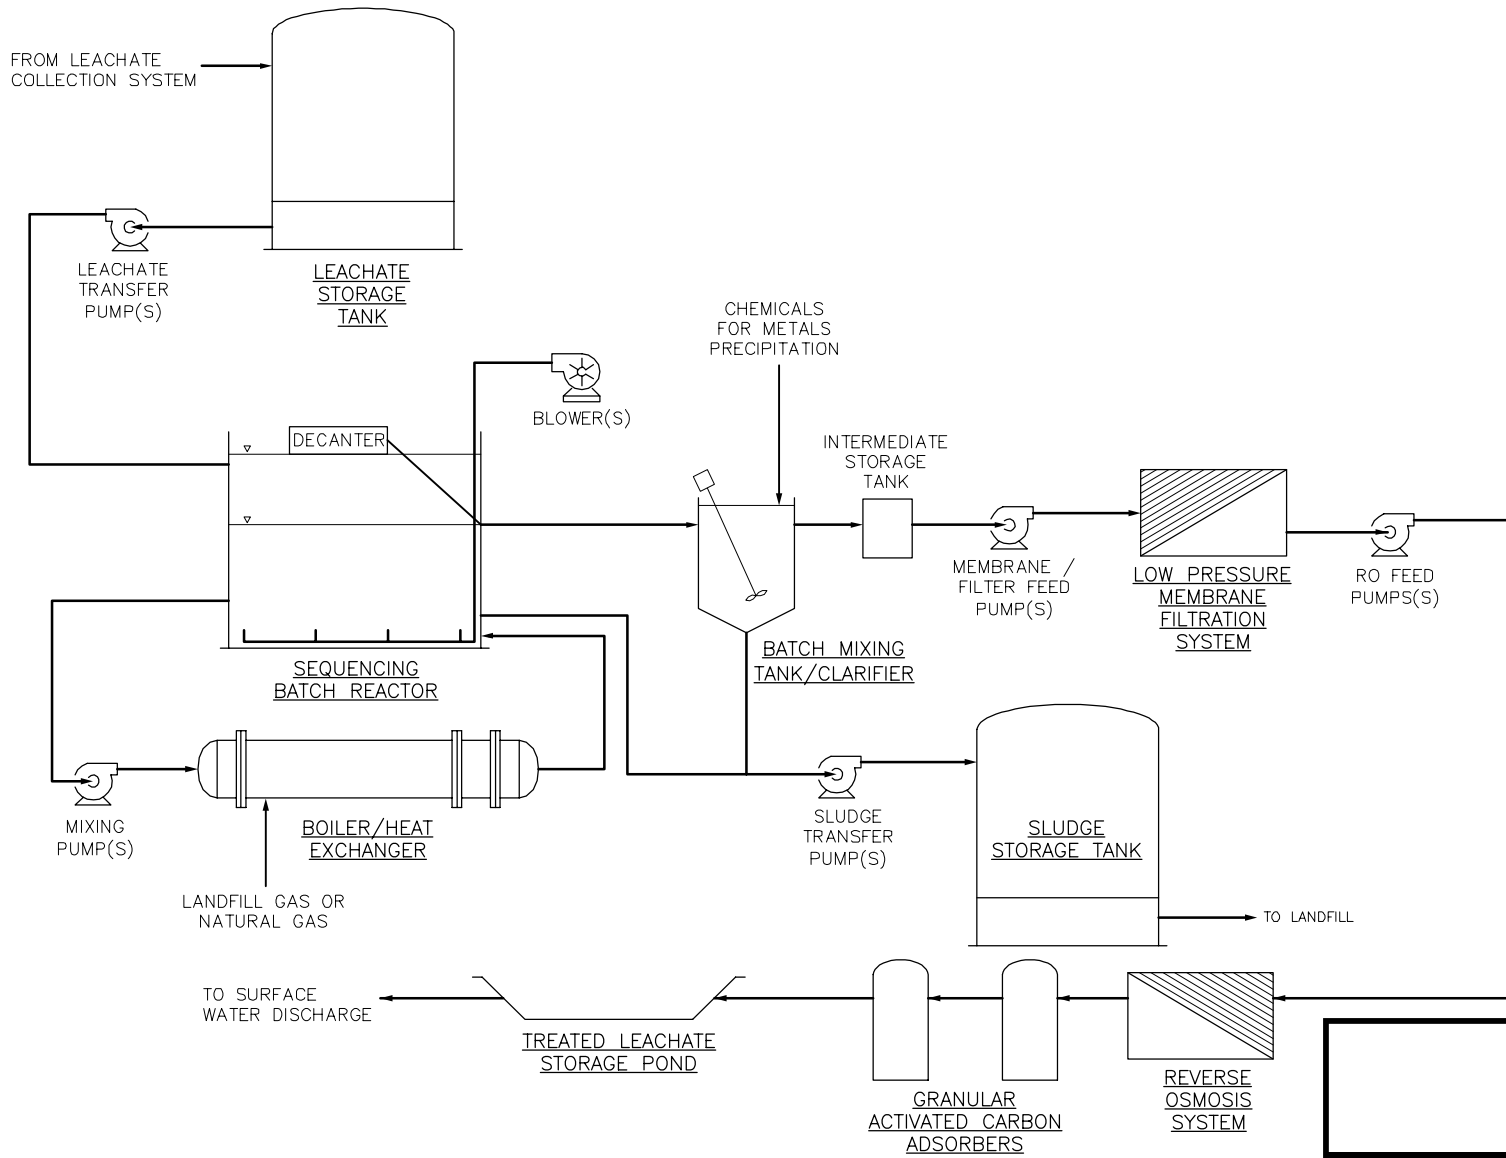 FROM LEACHATE
COLLECTION SYSTEM
LEACHATE
TRANSFER
PUMP(S)
LEACHATE
STORAGE
TANK
CHEMICALS
FOR METALS
PRECIPITATION
BLOWER(S)
DECANTER
INTERMEDIATE
STORAGE
TANK
MEMBRANE /
FILTER FEED
PUMP(S)
LOW PRESSURE
MEMBRANE
FILTRATION
SYSTEM
RO FEED
PUMPS(S)
SEQUENCING
BATCH REACTOR
BATCH MIXING
TANK/CLARIFIER
MIXING
PUMP(S)
BOILER/HEAT
EXCHANGER
LANDFILL GAS OR
NATURAL GAS
SLUDGE
TRANSFER
PUMP(S)
SLUDGE
STORAGE TANK
TO LANDFILL
TO SURFACE
WATER DISCHARGE
TREATED LEACHATE
STORAGE POND
GRANULAR
ACTIVATED CARBON
ADSORBERS
REVERSE
OSMOSIS
SYSTEM